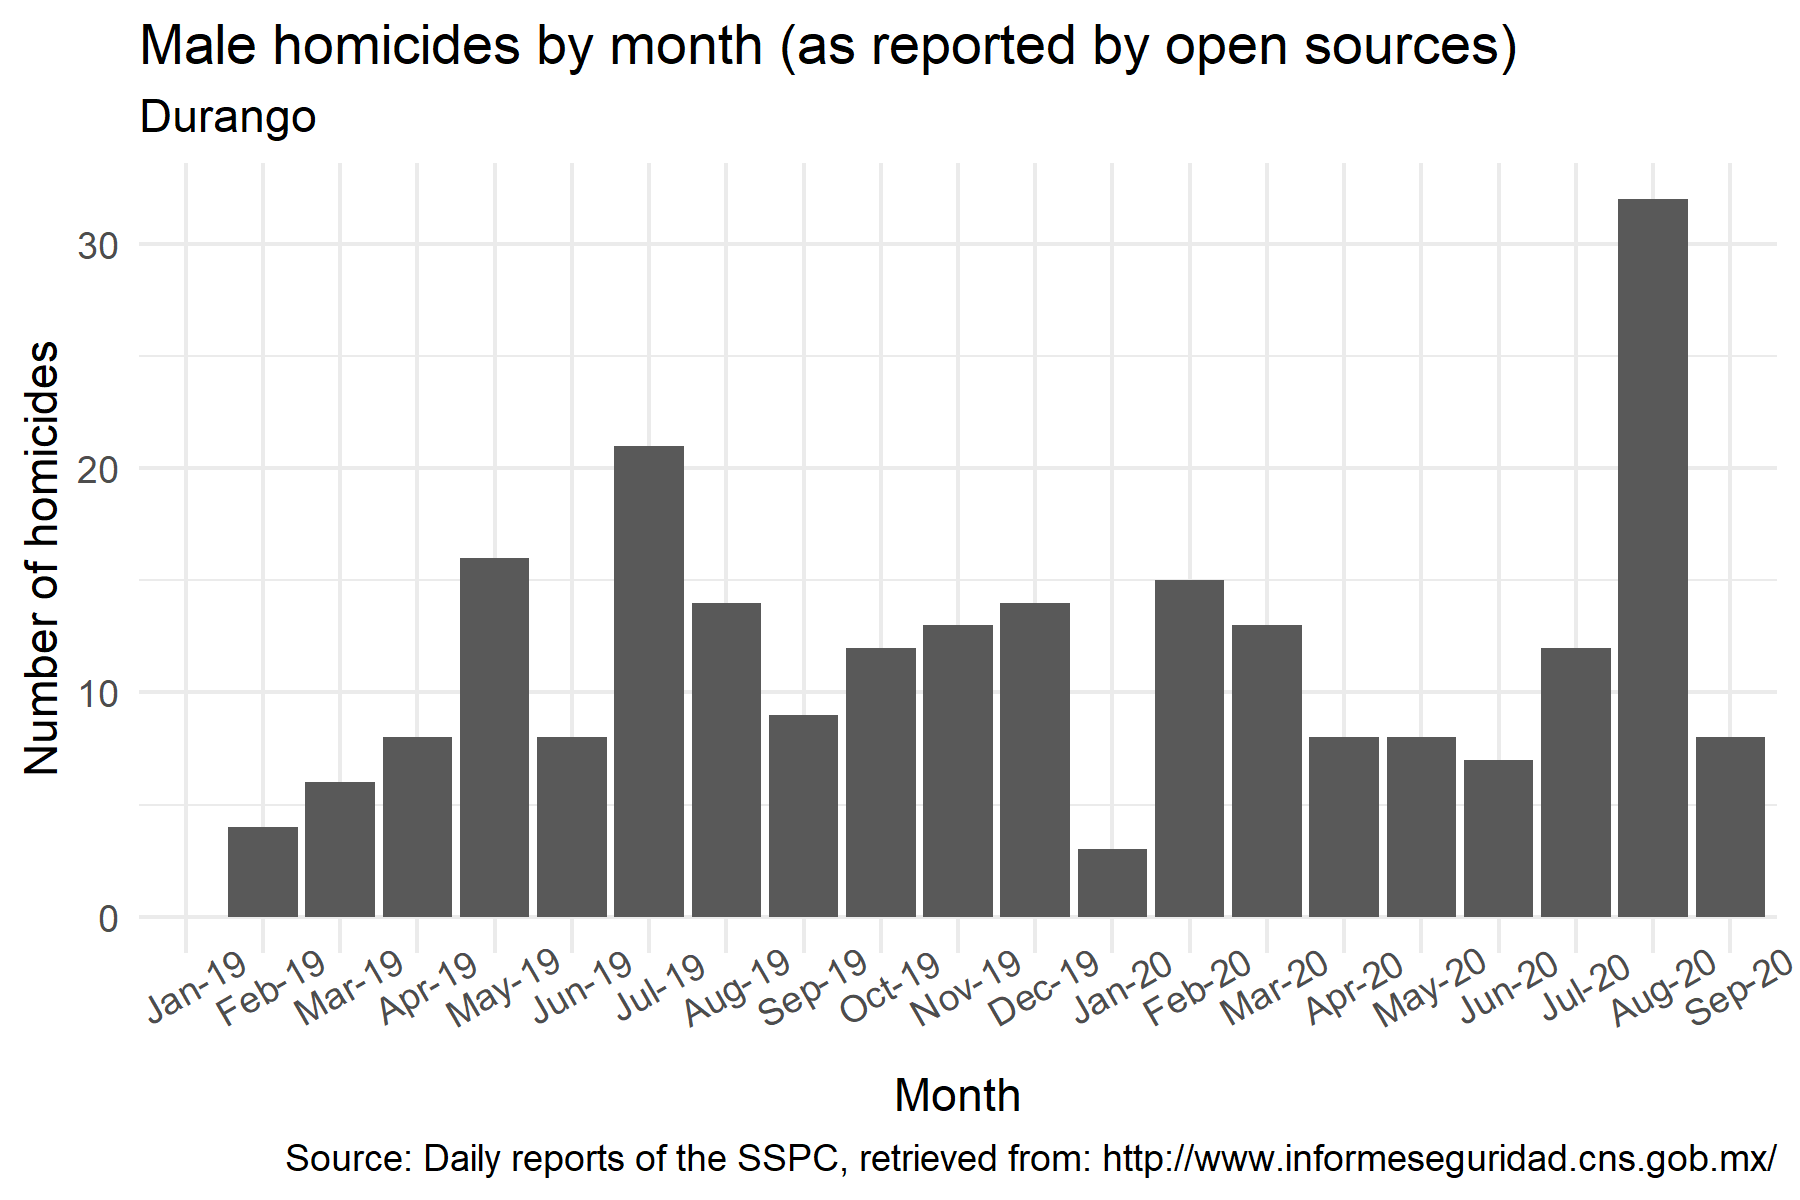 Male homicides by month (as reported by open sources)
Durango
Number of homicides
30
20
10
0
Jan-19
Feb-19
Mar-19
Apr-19
May-19
Jun-19
Jul-19
Aug-19
Sep-19
Oct-19
Nov-19
Dec-19
Jan-20
Feb-20
Mar-20
Apr-20
May-20
Jun-20
Jul-20
Aug-20
Sep-20
Month
Source: Daily reports of the SSPC, retrieved from: http://www.informeseguridad.cns.gob.mx/